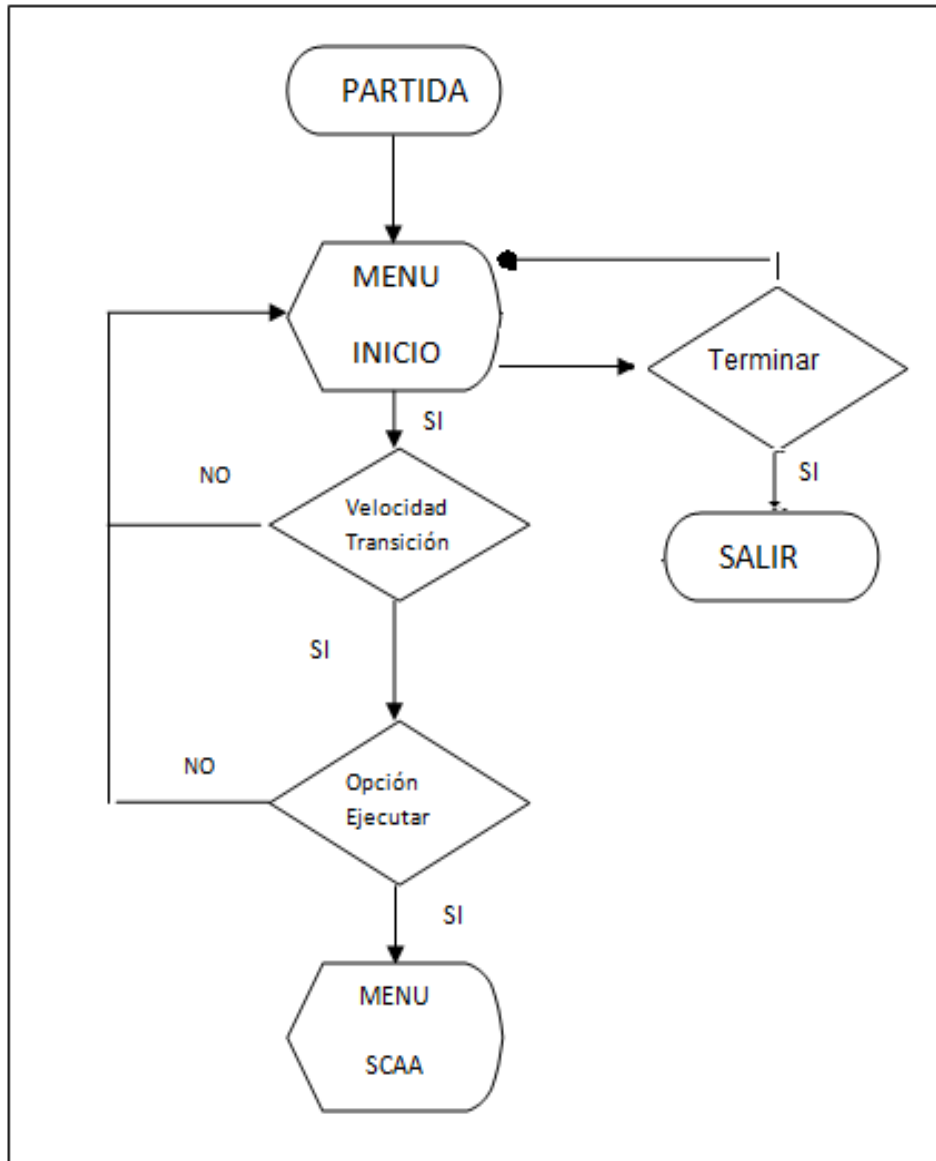 PARTIDA
MENU
INICIO
Terminar
SI
NO
SI
Velocidad
Transición
SALIR
SI
NO
Opción
Ejecutar
SI
MENU
SCAA